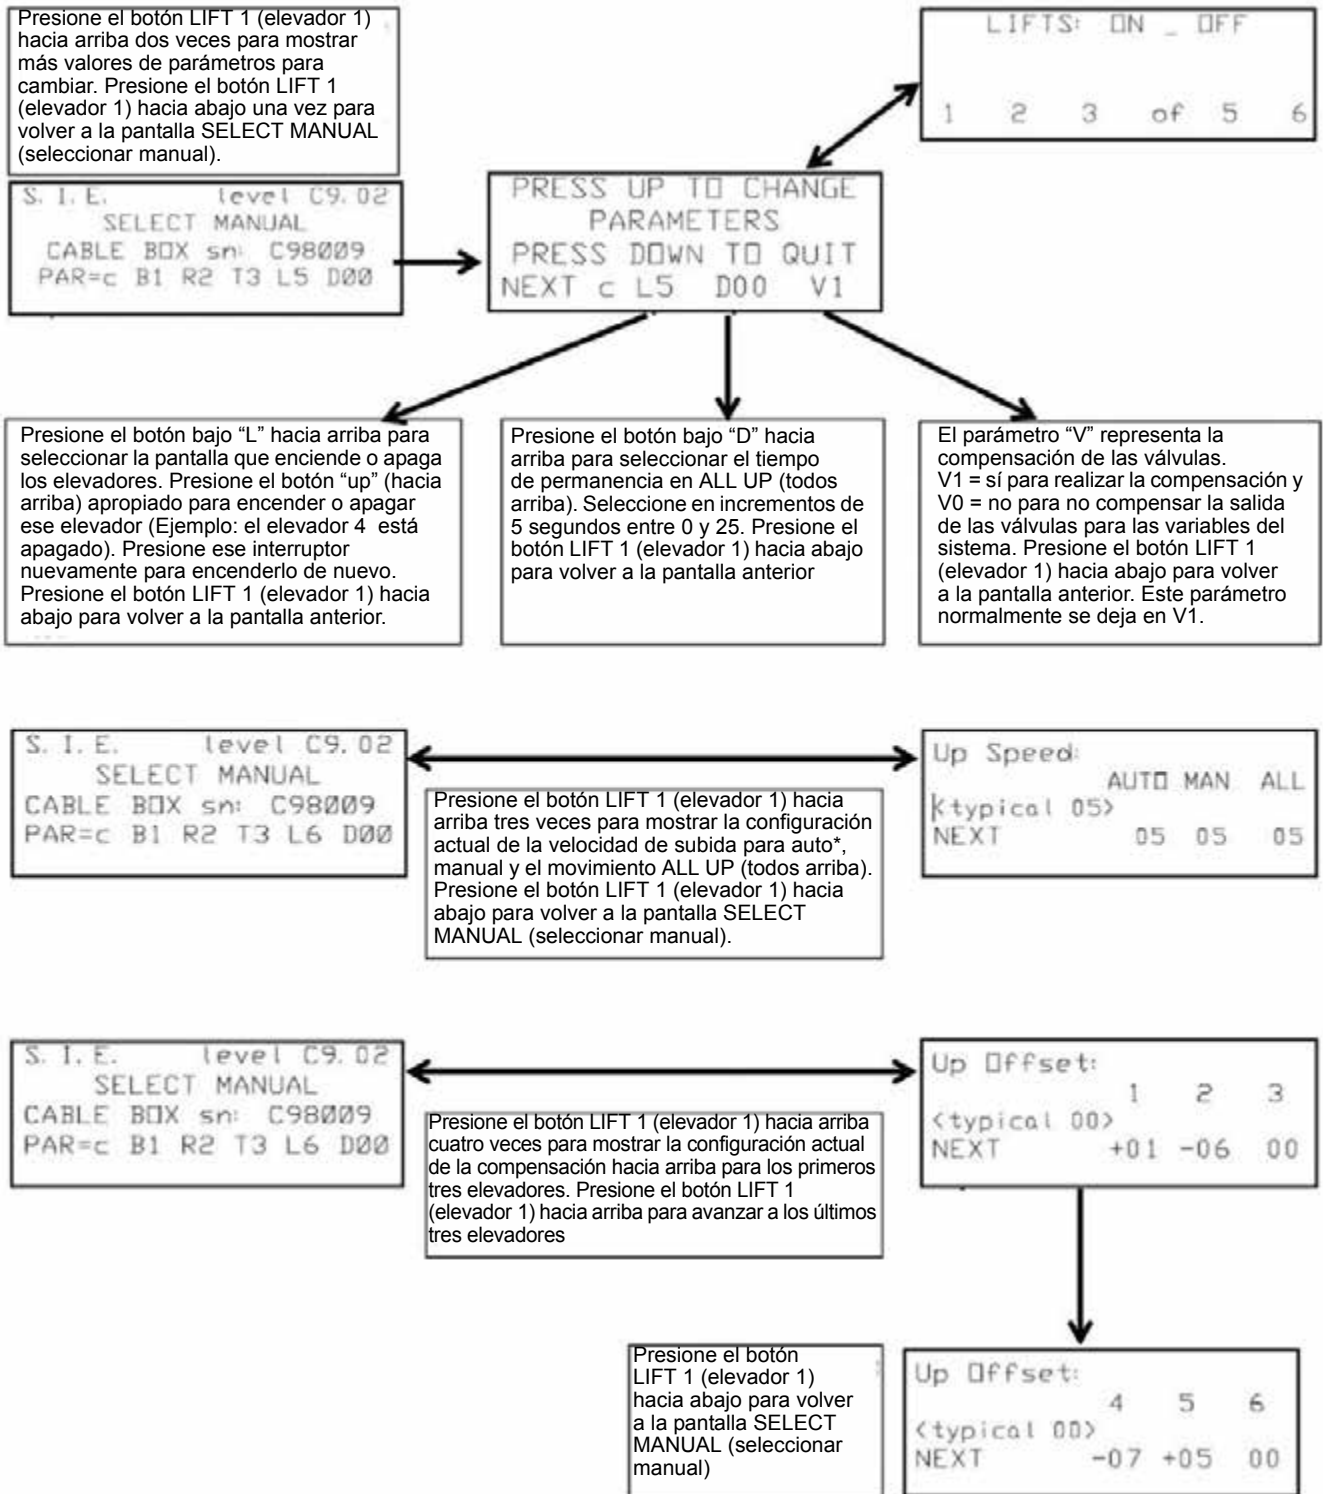 Presione el botón LIFT 1 (elevador 1)
hacia arriba dos veces para mostrar
más valores de parámetros para
cambiar. Presione el botón LIFT 1
(elevador 1) hacia abajo una vez para
volver a la pantalla SELECT MANUAL
(seleccionar manual).
LIFTS: ON _ OFF
1 2 3 of 5 6
S. I. E. level C9.02
SELECT MANUAL
CABLE BOX sn: C98009
PAR=c B1 R2 T3 L5 D00
PRESS UP TO CHANGE
PARAMETERS
PRESS DOWN TO QUIT
NEXT c L5 D00 V1
Presione el botón bajo “L” hacia arriba para
seleccionar la pantalla que enciende o apaga
los elevadores. Presione el botón “up” (hacia
arriba) apropiado para encender o apagar
ese elevador (Ejemplo: el elevador 4 está
apagado). Presione ese interruptor
nuevamente para encenderlo de nuevo.
Presione el botón LIFT 1 (elevador 1) hacia
abajo para volver a la pantalla anterior.
Presione el botón bajo “D” hacia
arriba para seleccionar el tiempo
de permanencia en ALL UP (todos
arriba). Seleccione en incrementos de
5 segundos entre 0 y 25. Presione el
botón LIFT 1 (elevador 1) hacia abajo
para volver a la pantalla anterior
El parámetro “V” representa la
compensación de las válvulas.
V1 = sí para realizar la compensación y
V0 = no para no compensar la salida
de las válvulas para las variables del
sistema. Presione el botón LIFT 1
(elevador 1) hacia abajo para volver
a la pantalla anterior. Este parámetro
normalmente se deja en V1.
S. I. E. level C9.02
SELECT MANUAL
CABLE BOX sn: C98009
PAR=c B1 R2 T3 L6 D00
Presione el botón LIFT 1 (elevador 1) hacia
arriba tres veces para mostrar la configuración
actual de la velocidad de subida para auto*,
manual y el movimiento ALL UP (todos arriba).
Presione el botón LIFT 1 (elevador 1) hacia
abajo para volver a la pantalla SELECT
MANUAL (seleccionar manual).
Up Speed:
AUTO MAN ALL
<typical 05>
NEXT 05 05 05
S. I. E. level C9.02
SELECT MANUAL
CABLE BOX sn: C98009
PAR=c B1 R2 T3 L6 D00
Presione el botón LIFT 1 (elevador 1) hacia arriba
cuatro veces para mostrar la configuración actual
de la compensación hacia arriba para los primeros
tres elevadores. Presione el botón LIFT 1
(elevador 1) hacia arriba para avanzar a los últimos
tres elevadores
Up Offset:
1 2 3
<typical 00>
NEXT +01 -06 00
Presione el botón
LIFT 1 (elevador 1)
hacia abajo para volver
a la pantalla SELECT
MANUAL (seleccionar
manual)
Up Offset:
4 5 6
<typical 00>
NEXT -07 +05 00